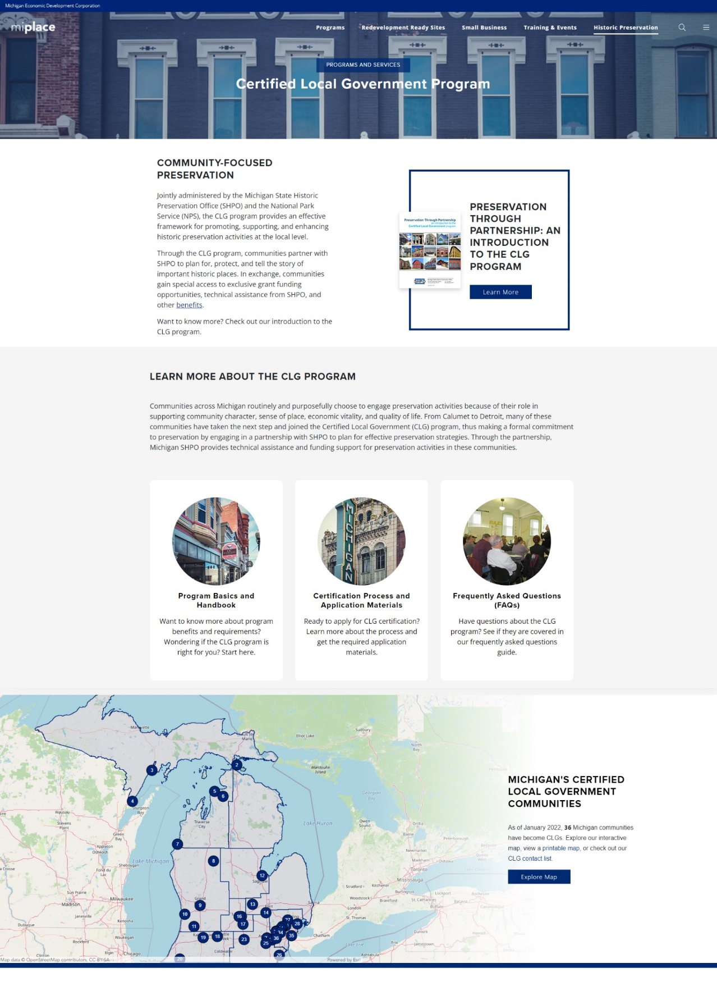 Michigan Economic Development Corporation
miplace
Programs
Redevelopment Ready Sites
Small Business
Training & Events
Historic Preservation
PROGRAMS AND SERVICES
Certified Local Government Program
COMMUNITY-FOCUSED
PRESERVATION
Jointly administered by the Michigan State Historic
Preservation Office (SHPO) and the National Park
Service (NPS), the CLG program provides an effective
framework for promoting, supporting, and enhancing
historic preservation activities at the local level.
Through the CLG program, communities partner with
SHPO to plan for, protect, and tell the story of
important historic places. In exchange, communities
gain special access to exclusive grant funding
opportunities, technical assistance from SHPO, and
other benefits.
Want to know more? Check out our introduction to the
CLG program.
Preservation Through Partnership
an introduction to the
Certified Local Government program
SHPO
PRESERVATION
THROUGH
PARTNERSHIP: AN
INTRODUCTION
TO THE CLG
PROGRAM
Learn More
LEARN MORE ABOUT THE CLG PROGRAM
Communities across Michigan routinely and purposefully choose to engage preservation activities because of their role in
supporting community character, sense of place, economic vitality, and quality of life. From Calumet to Detroit, many of these
communities have taken the next step and joined the Certified Local Government (CLG) program, thus making a formal commitment
to preservation by engaging in a partnership with SHPO to plan for effective preservation strategies. Through the partnership,
Michigan SHPO provides technical assistance and funding support for preservation activities in these communities.
MICHIGAN
Program Basics and
Handbook
Want to know more about program
benefits and requirements?
Wondering if the CLG program is
right for you? Start here.
Certification Process and
Application Materials
Ready to apply for CLG certification?
Learn more about the process and
get the required application
materials.
Frequently Asked Questions
(FAQs)
Have questions about the CLG
program? See if they are covered in
our frequently asked questions
guide.
Marquette
Sault Ste
Marie
Elliot Lake
Sudbury
North
Bay
Pembroke
Manitoulin
Island
2
3
4
5
6
Sturgeon
Bay
Georgian
Bay
Wausau
Stevens
Point
Green
Bay
Appleton
Oshkosh
Traverse
City
Lake Huron
Owen
Sound
Orillia
Barrie
Peterborough
Belleville
Newmarket
Quinte
West
Markham
Oshawa
Toronto
Lake Ontario
Mississauga
7
Lake Michigan
8
12
Saginaw
Sheboygan
Fond du
Lac
a Crosse
Sun Prairie
Madison
Milwaukee
Janesville
Kenosha
Dubuque
Rockford
Waukegan
Elgin
Chicago
Clinton
Grand
9
10
11
13
14
16
17
18
19
20
23
25
26
27
28
34
35
36
Flint
Coldwater
Sarnia
Stratford
Kitchener
Woodstock
Brantford
Burlington
St. Catharines
London
St. Thomas
Chatham
Lockport
Rochester
Buffalo
Batavia
Canandaigua
Dunkirk
Hornell
Ithaca
Lake Erie
Erie
Jamestown
Ashtabula
Map data © OpenStreetMap contributors, CC-BY-SA
Powered by Esri
MICHIGAN'S CERTIFIED
LOCAL GOVERNMENT
COMMUNITIES
As of January 2022, 36 Michigan communities
have become CLGs. Explore our interactive
map, view a printable map, or check out our
CLG contact list.
Explore Map